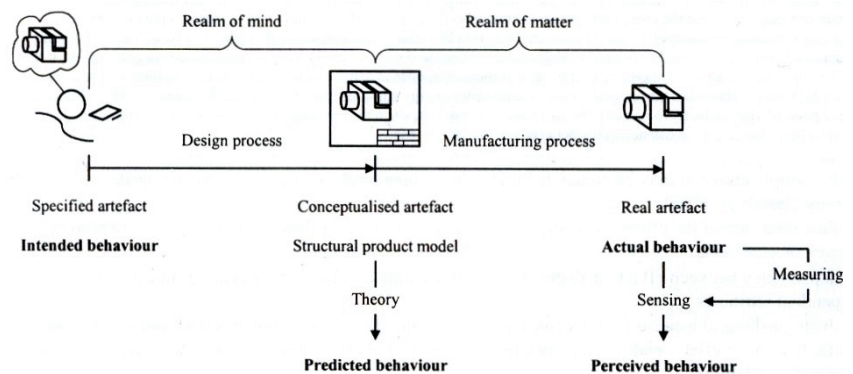 Realm of mind
Realm of matter
Design process
Manufacturing process
Specified artefact
Conceptualised artefact
Real artefact
Intended behaviour
Structural product model
Actual behaviour
Measuring
Theory
Sensing
Predicted behaviour
Perceived behaviour